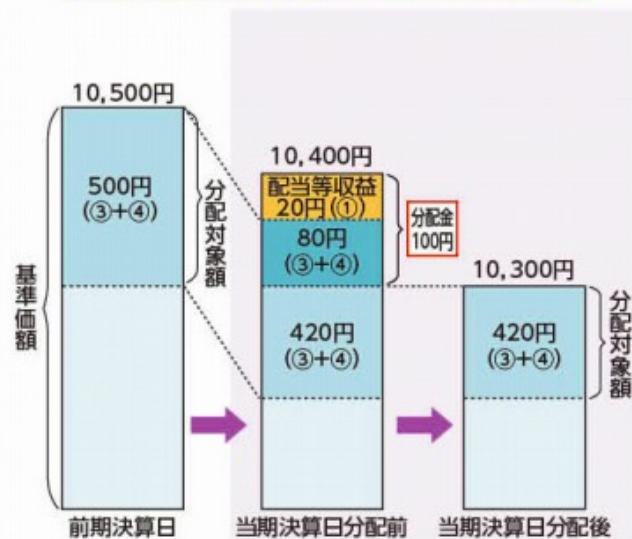 10,500円
500円
(③+④)
分配対象額
基準価額
前期決算日
10,400円
配当等収益
20円(①)
80円
(③+④)
分配金
100円
420円
(③+④)
当期決算日分配前
10,300円
420円
(③+④)
分配対象額
当期決算日分配後